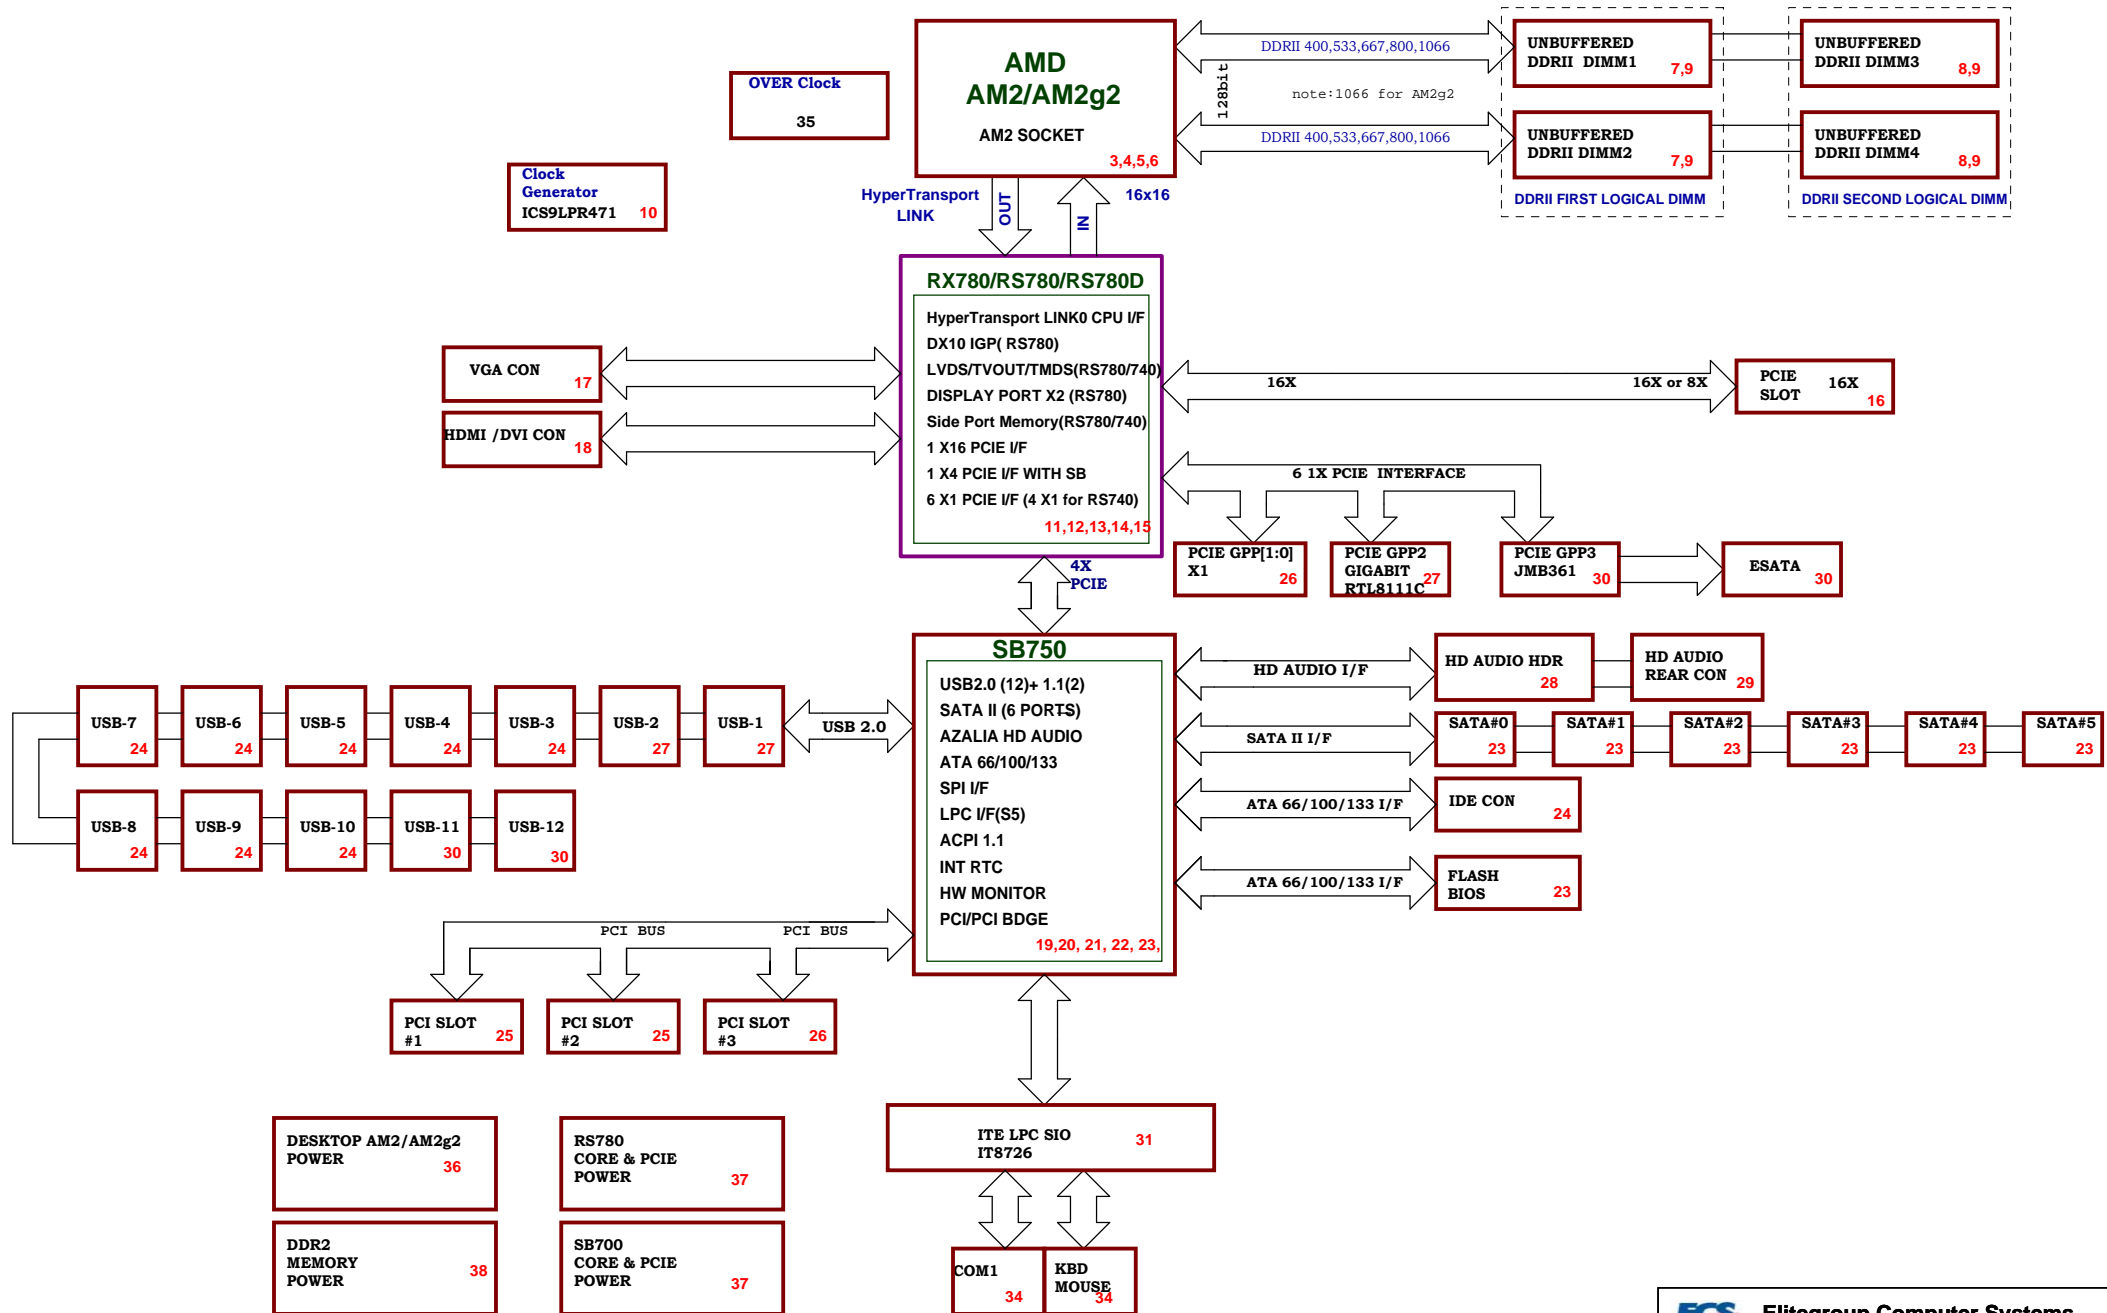 AMD
AM2/AM2g2
AM2 SOCKET
3,4,5,6
OVER Clock
35
Clock
Generator
ICS9LPR471 10
DDRII 400,533,667,800,1066
128bit
note:1066 for AM2g2
DDRII 400,533,667,800,1066
UNBUFFERED
DDRII DIMM1 7,9
UNBUFFERED
DDRII DIMM3 8,9
UNBUFFERED
DDRII DIMM2 7,9
UNBUFFERED
DDRII DIMM4 8,9
DDRII FIRST LOGICAL DIMM
DDRII SECOND LOGICAL DIMM
HyperTransport
LINK
OUT
IN
16x16
RX780/RS780/RS780D
HyperTransport LINK0 CPU I/F
DX10 IGP( RS780)
LVDS/TVOUT/TMDS(RS780/740)
DISPLAY PORT X2 (RS780)
Side Port Memory(RS780/740)
1 X16 PCIE I/F
1 X4 PCIE I/F WITH SB
6 X1 PCIE I/F (4 X1 for RS740)
11,12,13,14,15
VGA CON
17
HDMI /DVI CON
18
16X
16X or 8X
PCIE 16X
SLOT
16
6 1X PCIE INTERFACE
PCIE GPP[1:0]
X1
26
PCIE GPP2
GIGABIT
RTL8111C
27
PCIE GPP3
JMB361
30
ESATA
30
4X
PCIE
SB750
USB2.0 (12)+ 1.1(2)
SATA II (6 PORTS)
AZALIA HD AUDIO
ATA 66/100/133
SPI I/F
LPC I/F(S5)
ACPI 1.1
INT RTC
HW MONITOR
PCI/PCI BDGE
19,20, 21, 22, 23,
HD AUDIO I/F
HD AUDIO HDR
28
HD AUDIO
REAR CON
29
SATA II I/F
SATA#0
23
SATA#1
23
SATA#2
23
SATA#3
23
SATA#4
23
SATA#5
23
ATA 66/100/133 I/F
IDE CON
24
ATA 66/100/133 I/F
FLASH
BIOS
23
USB-7
24
USB-6
24
USB-5
24
USB-4
24
USB-3
24
USB-2
27
USB-1
27
USB 2.0
USB-8
24
USB-9
24
USB-10
24
USB-11
30
USB-12
30
PCI BUS
PCI BUS
PCI SLOT
#1
25
PCI SLOT
#2
25
PCI SLOT
#3
26
ITE LPC SIO
IT8726
31
COM1
34
KBD
MOUSE
34
DESKTOP AM2/AM2g2
POWER
36
RS780
CORE & PCIE
POWER
37
DDR2
MEMORY
POWER
38
SB700
CORE & PCIE
POWER
37
ECS
Elitegroup Computer Systems